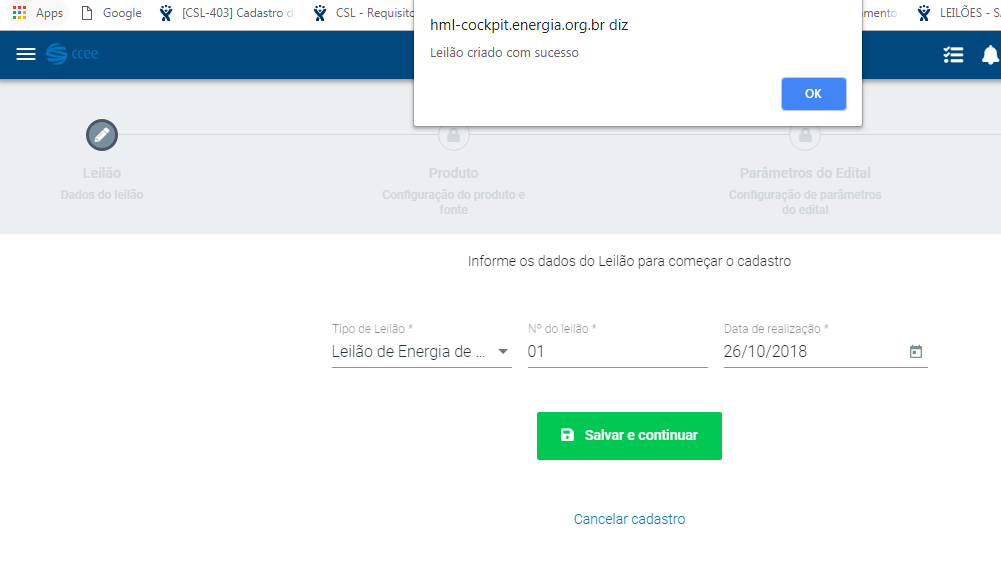 Apps
Google
[CSL-403] Cadastro d
CSL - Requisito
mento
LEILÕES - S
hml-cockpit.energia.org.br diz
Leilão criado com sucesso
OK
ccee
Leilão
Dados do leilão
Produto
Configuração do produto e
fonte
Parâmetros do Edital
Configuração de parâmetros
do edital
Informe os dados do Leilão para começar o cadastro
Tipo de Leilão *
Leilão de Energia de ...
Nº do leilão *
01
Data de realização *
26/10/2018
Salvar e continuar
Cancelar cadastro